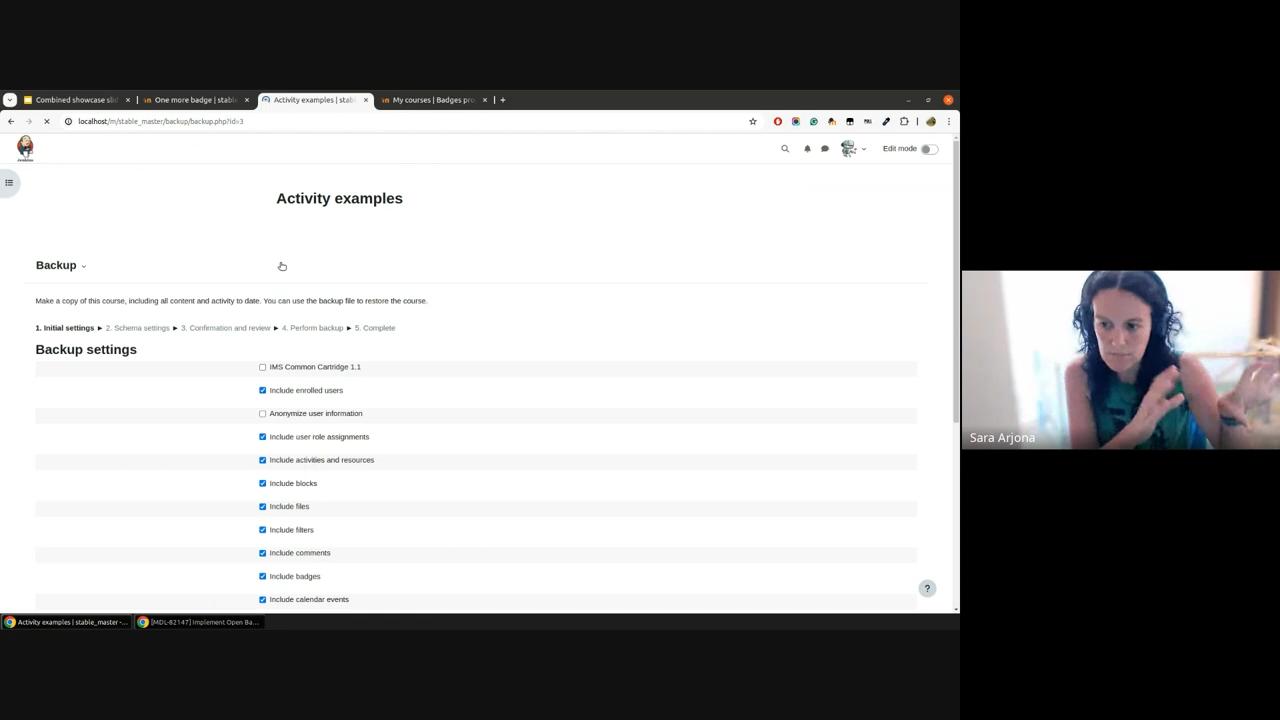 Combined showcase slid
One more badge | stable
Activity examples | stabl
My courses | Badges pro
localhost/m/stable_master/backup/backup.php?id=3
Edit mode
Activity examples
Backup
Make a copy of this course, including all content and activity to date. You can use the backup file to restore the course.
1. Initial settings ► 2. Schema settings ► 3. Confirmation and review ► 4. Perform backup ► 5. Complete
Backup settings
IMS Common Cartridge 1.1
Include enrolled users
Anonymize user information
Include user role assignments
Include activities and resources
Include blocks
Include files
Include filters
Include comments
Include badges
Include calendar events
?
Sara Arjona
Activity examples | stable_master -...
[MDL-82147] Implement Open Ba...